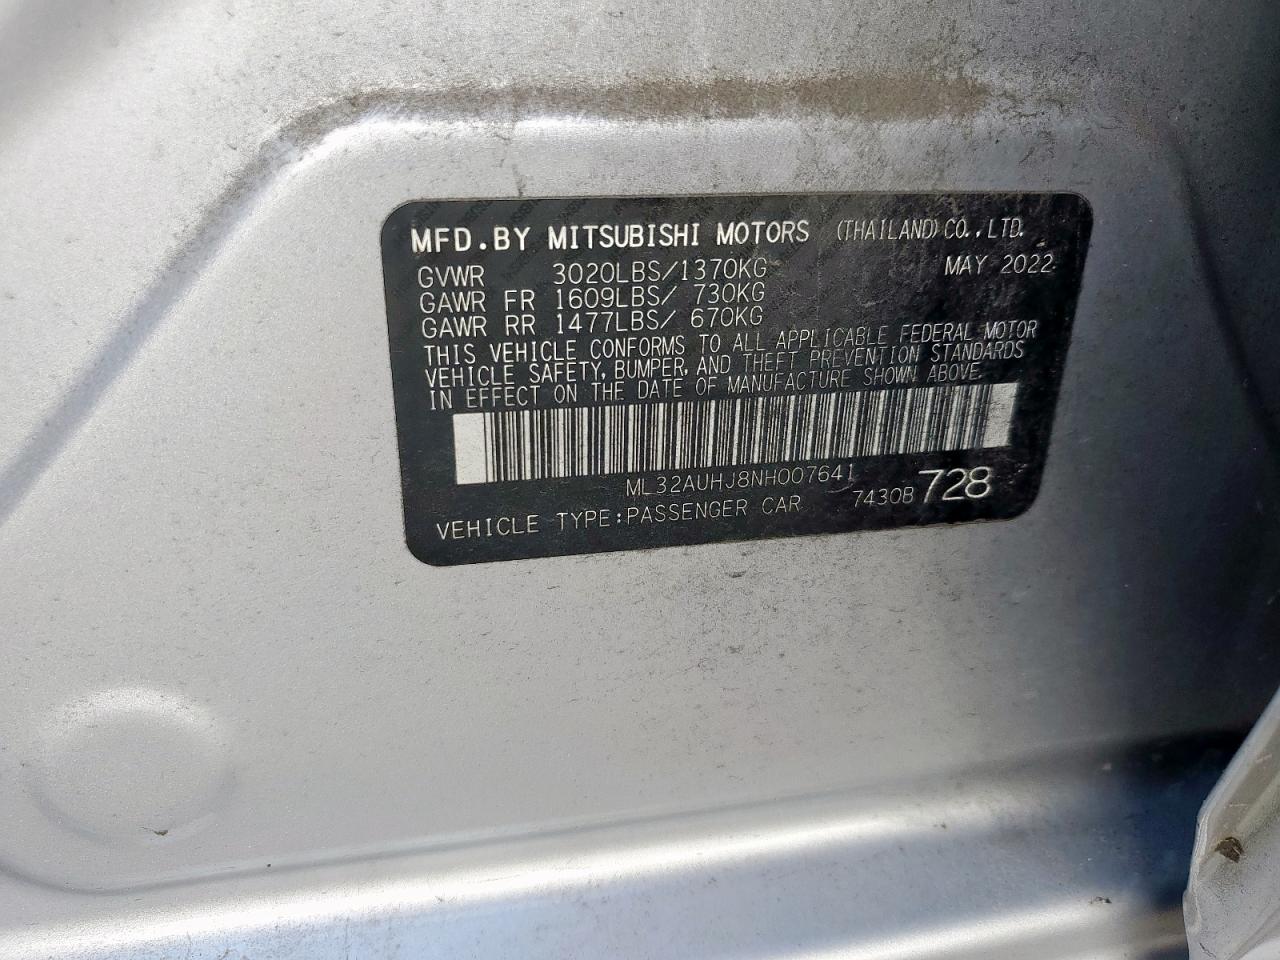 MFD.BY MITSUBISHI MOTORS (THAILAND) CO.,LTD.
GVWR 3020LBS/1370KG MAY 2022
GAWR FR 1609LBS/ 730KG
GAWR RR 1477LBS/ 670KG
THIS VEHICLE CONFORMS TO ALL APPLICABLE FEDERAL MOTOR
VEHICLE SAFETY, BUMPER, AND THEFT PREVENTION STANDARDS
IN EFFECT ON THE DATE OF MANUFACTURE SHOWN ABOVE.
ML32AUHJ8NH007641
VEHICLE TYPE:PASSENGER CAR 7430B 728